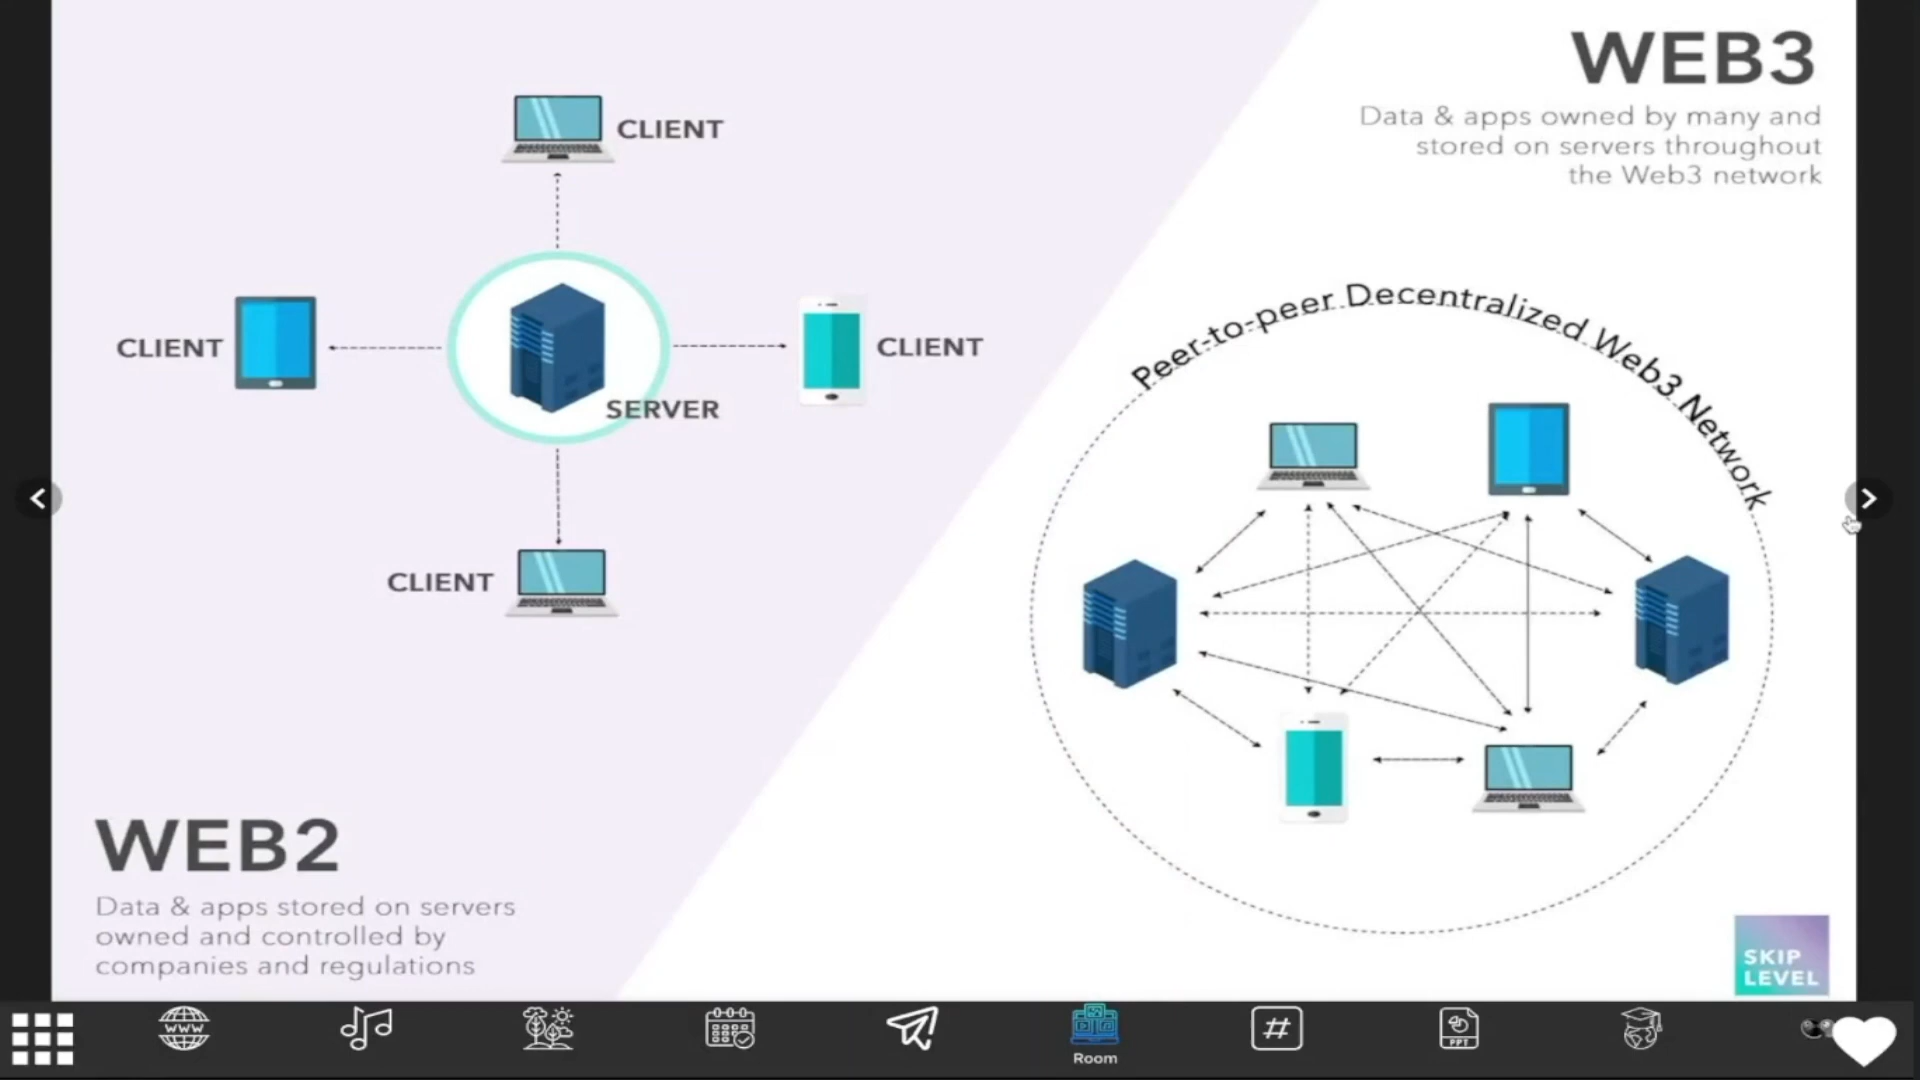 WEB3
Data & apps owned by many and
stored on servers throughout
the Web3 network
CLIENT
CLIENT
CLIENT
SERVER
CLIENT
Peer-to-peer Decentralized Web3 Network
WEB2
Data & apps stored on servers
owned and controlled by
companies and regulations
SKIP
LEVEL
WWW
#
PPT
Room